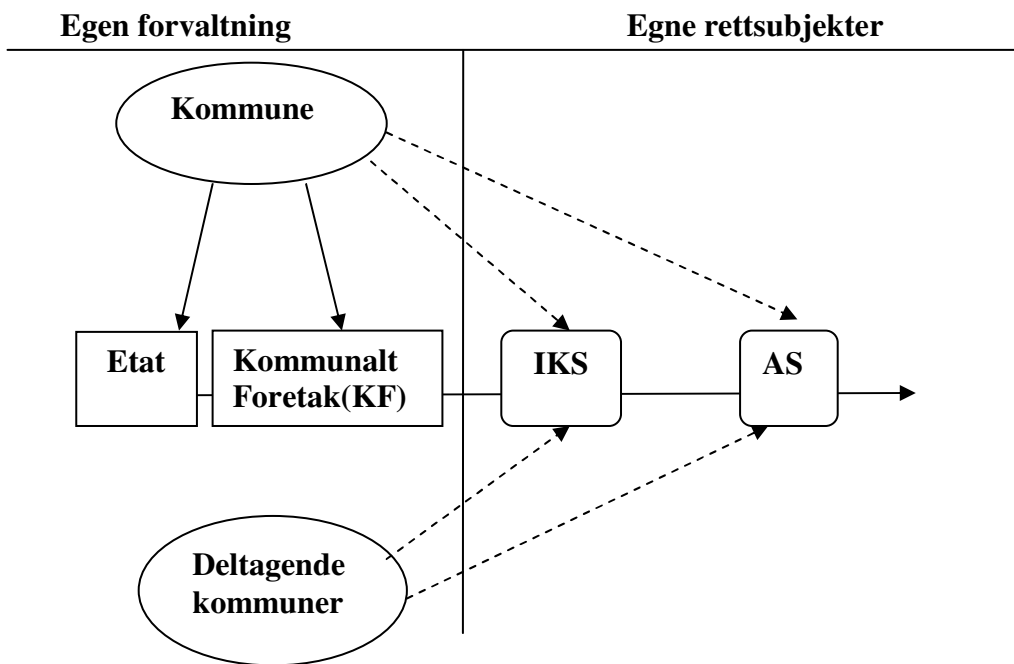 Egen forvaltning
Egne rettsubjekter
Kommune
Etat
Kommunalt
Foretak(KF)
IKS
AS
Deltagende
kommuner